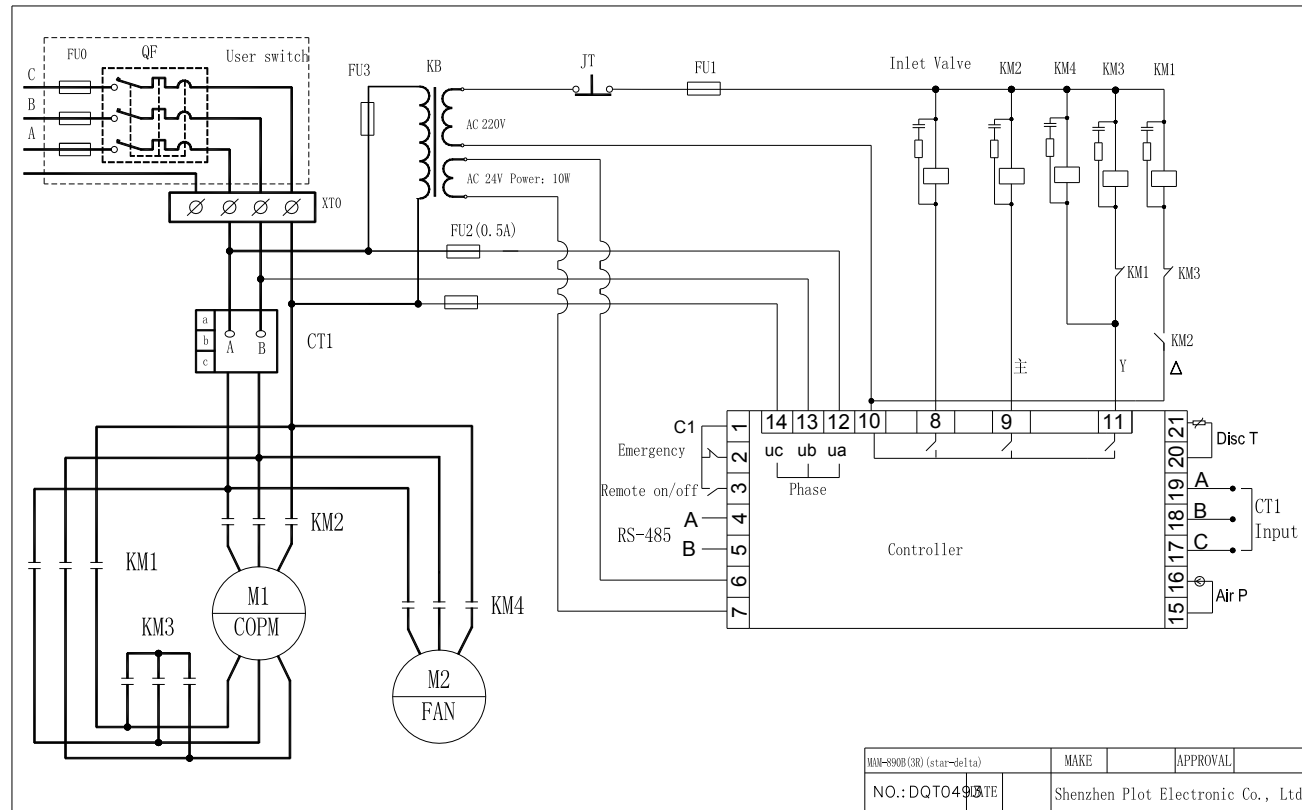 FU0
QF
User switch
C
B
A
XT0
FU3
KB
JT
FU1
AC 220V
AC 24V Power: 10W
FU2(0.5A)
Inlet Valve
KM2
KM4
KM3
KM1
KM1
KM3
KM2
主
Y
Δ
a
b
c
A
B
CT1
KM2
KM1
KM3
M1
COPM
KM4
M2
FAN
C1
Emergency
Remote on/off
RS-485
A
B
1
2
3
4
5
6
7
14
13
12
10
8
9
11
uc
ub
ua
Phase
Controller
21
20
19
18
17
16
15
Disc T
A
B
C
CT1
Input
Air P
MAM-890B(3R)(star-delta)
MAKE
APPROVAL
NO.: DQT0493
DATE
Shenzhen Plot Electronic Co., Ltd